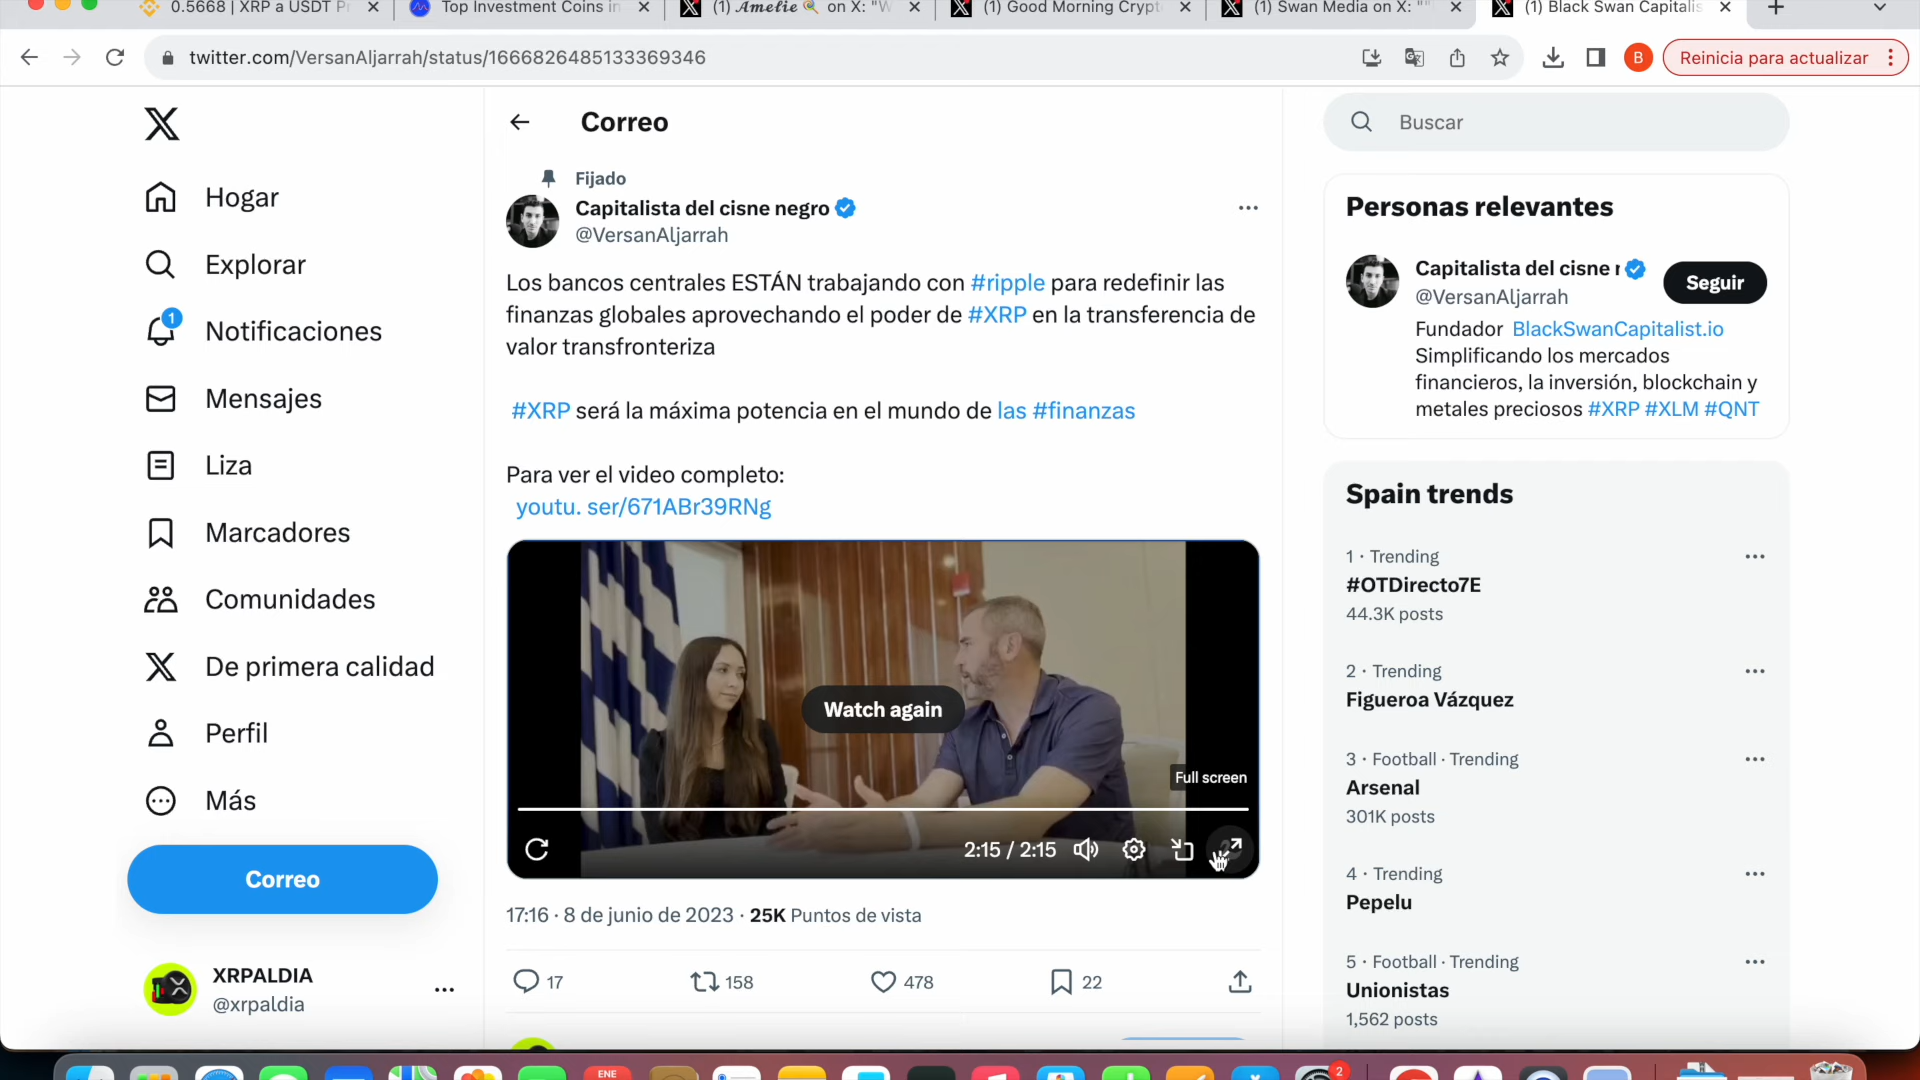 0.5668 | XRP a USDT Pr
Top Investment Coins in
(1) 𝓐𝓶𝓮𝓵𝓲𝓮 🍭 on X: "W
(1) Good Morning Crypt
(1) Swan Media on X: ""
(1) Black Swan Capitalis
twitter.com/VersanAljarrah/status/1666826485133369346
B
Reinicia para actualizar
Hogar
Explorar
1
Notificaciones
Mensajes
Liza
Marcadores
Comunidades
De primera calidad
Perfil
Más
Correo
XRPALDIA
@xrpaldia
Correo
Fijado
Capitalista del cisne negro
@VersanAljarrah
Los bancos centrales ESTÁN trabajando con #ripple para redefinir las
finanzas globales aprovechando el poder de #XRP en la transferencia de
valor transfronteriza
#XRP será la máxima potencia en el mundo de las #finanzas
Para ver el video completo:
youtu. ser/671ABr39RNg
Watch again
Full screen
2:15 / 2:15
17:16 · 8 de junio de 2023 · 25K Puntos de vista
17
158
478
22
Buscar
Personas relevantes
Capitalista del cisne r
@VersanAljarrah
Seguir
Fundador BlackSwanCapitalist.io
Simplificando los mercados
financieros, la inversión, blockchain y
metales preciosos #XRP #XLM #QNT
Spain trends
1 · Trending
#OTDirecto7E
44.3K posts
2 · Trending
Figueroa Vázquez
3 · Football · Trending
Arsenal
301K posts
4 · Trending
Pepelu
5 · Football · Trending
Unionistas
1,562 posts
ENE
2